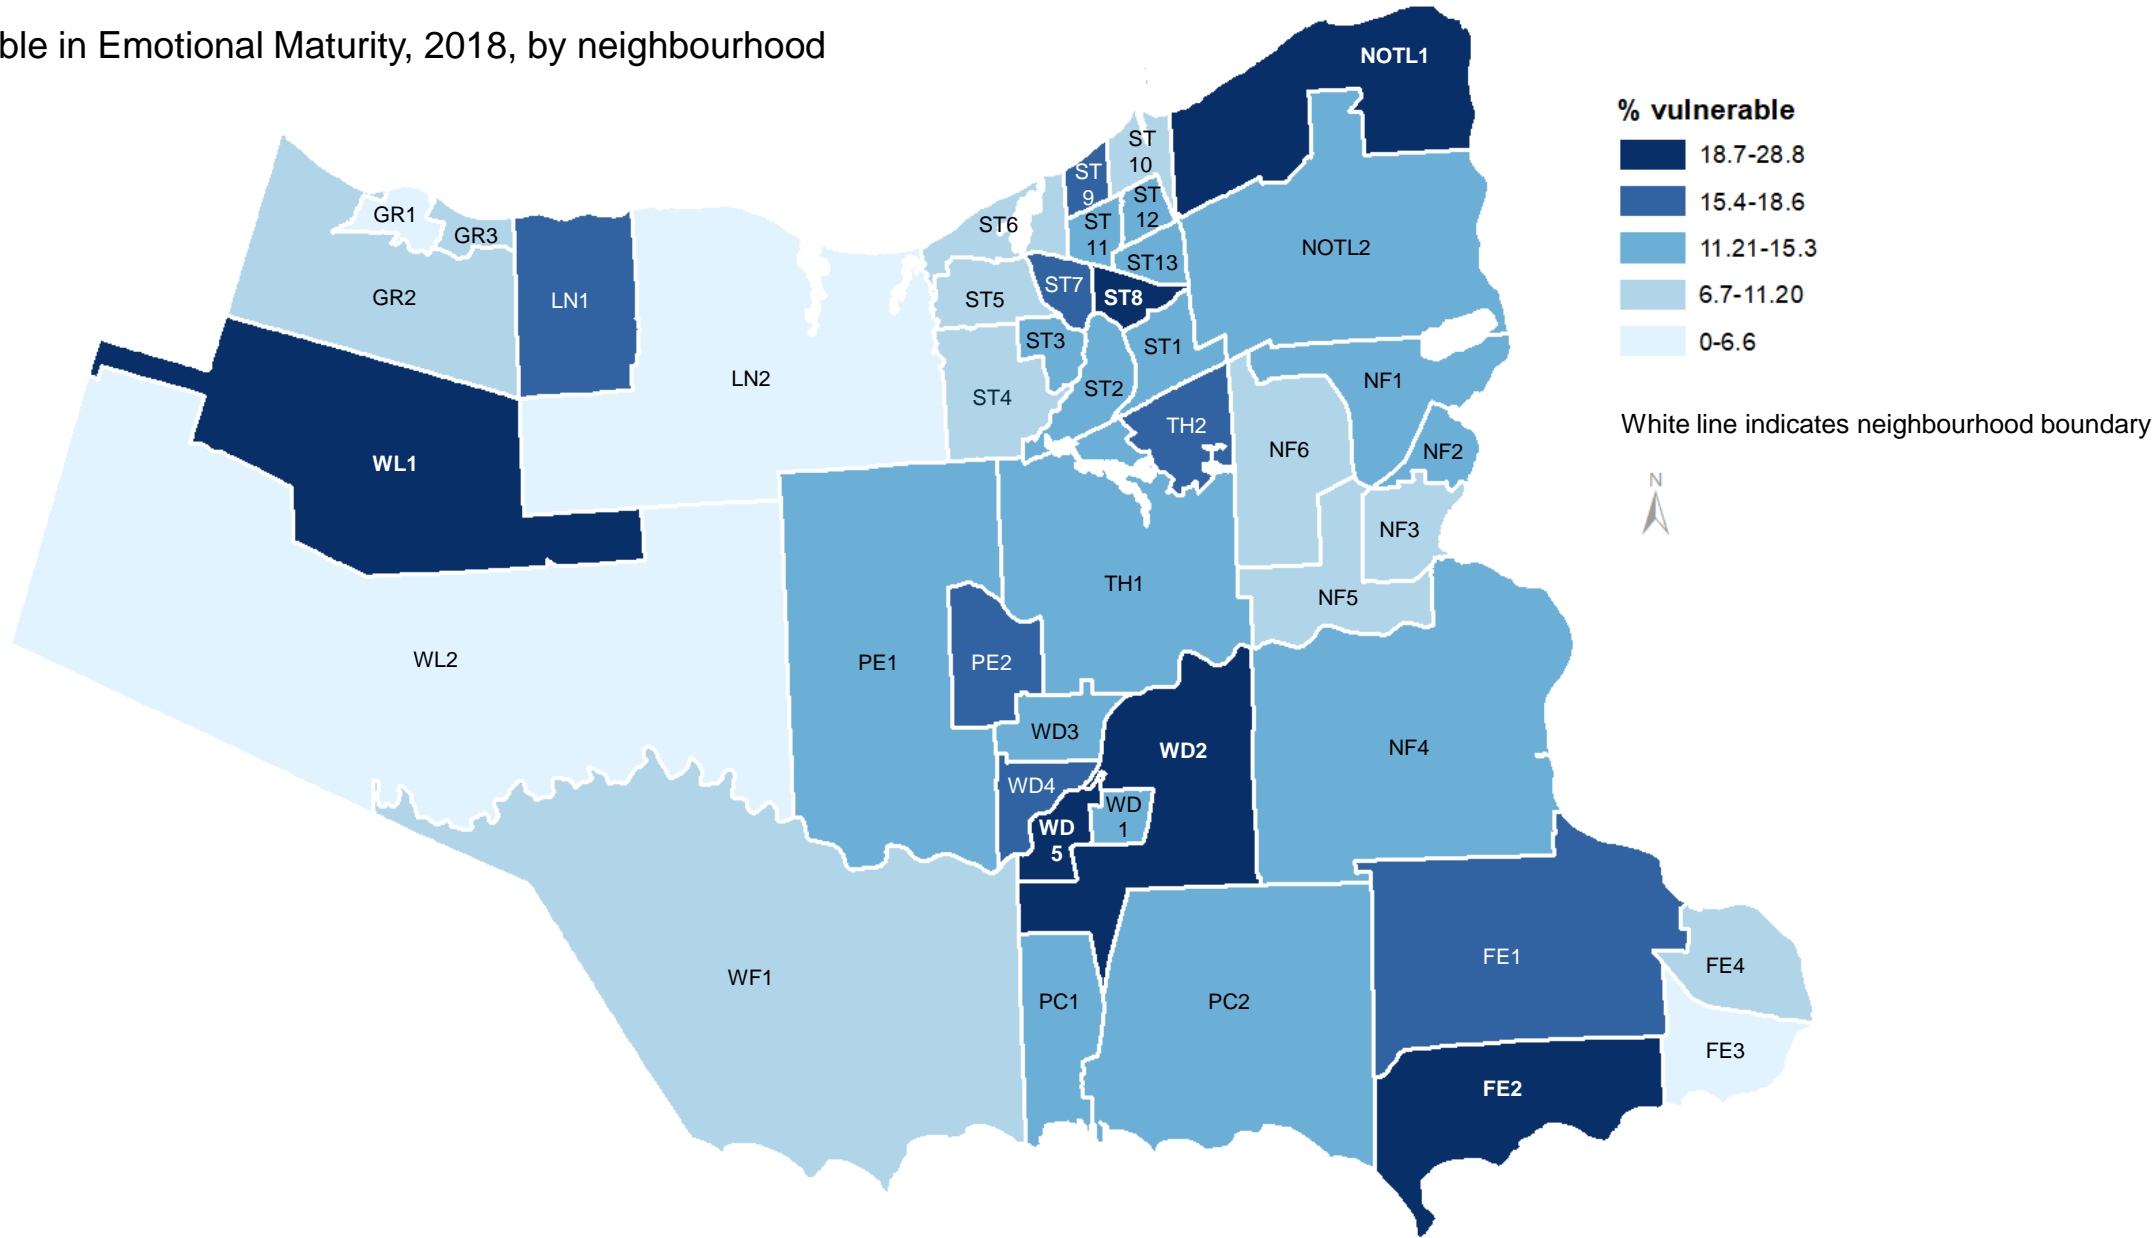 ble in Emotional Maturity, 2018, by neighbourhood
NOTL1
% vulnerable
18.7-28.8
15.4-18.6
11.21-15.3
6.7-11.20
0-6.6
White line indicates neighbourhood boundary
N
ST
10
ST
9
ST
12
ST
11
ST6
ST13
NOTL2
GR1
GR3
GR2
LN1
ST5
ST7
ST8
ST3
ST1
LN2
ST4
ST2
NF1
TH2
NF6
NF2
WL1
NF3
TH1
NF5
WL2
PE1
PE2
WD3
WD2
NF4
WD4
WD
1
WD
5
WF1
PC1
PC2
FE1
FE4
FE3
FE2